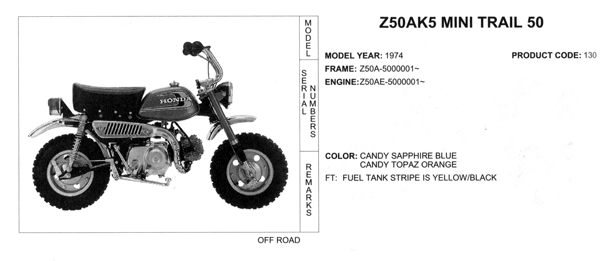 Z50AK5 MINI TRAIL 50
MODEL
SERIAL NUMBERS
REMARKS
MODEL YEAR: 1974
PRODUCT CODE: 130
FRAME: Z50A-5000001~
ENGINE:Z50AE-5000001~
COLOR: CANDY SAPPHIRE BLUE
CANDY TOPAZ ORANGE
FT: FUEL TANK STRIPE IS YELLOW/BLACK
HONDA
OFF ROAD